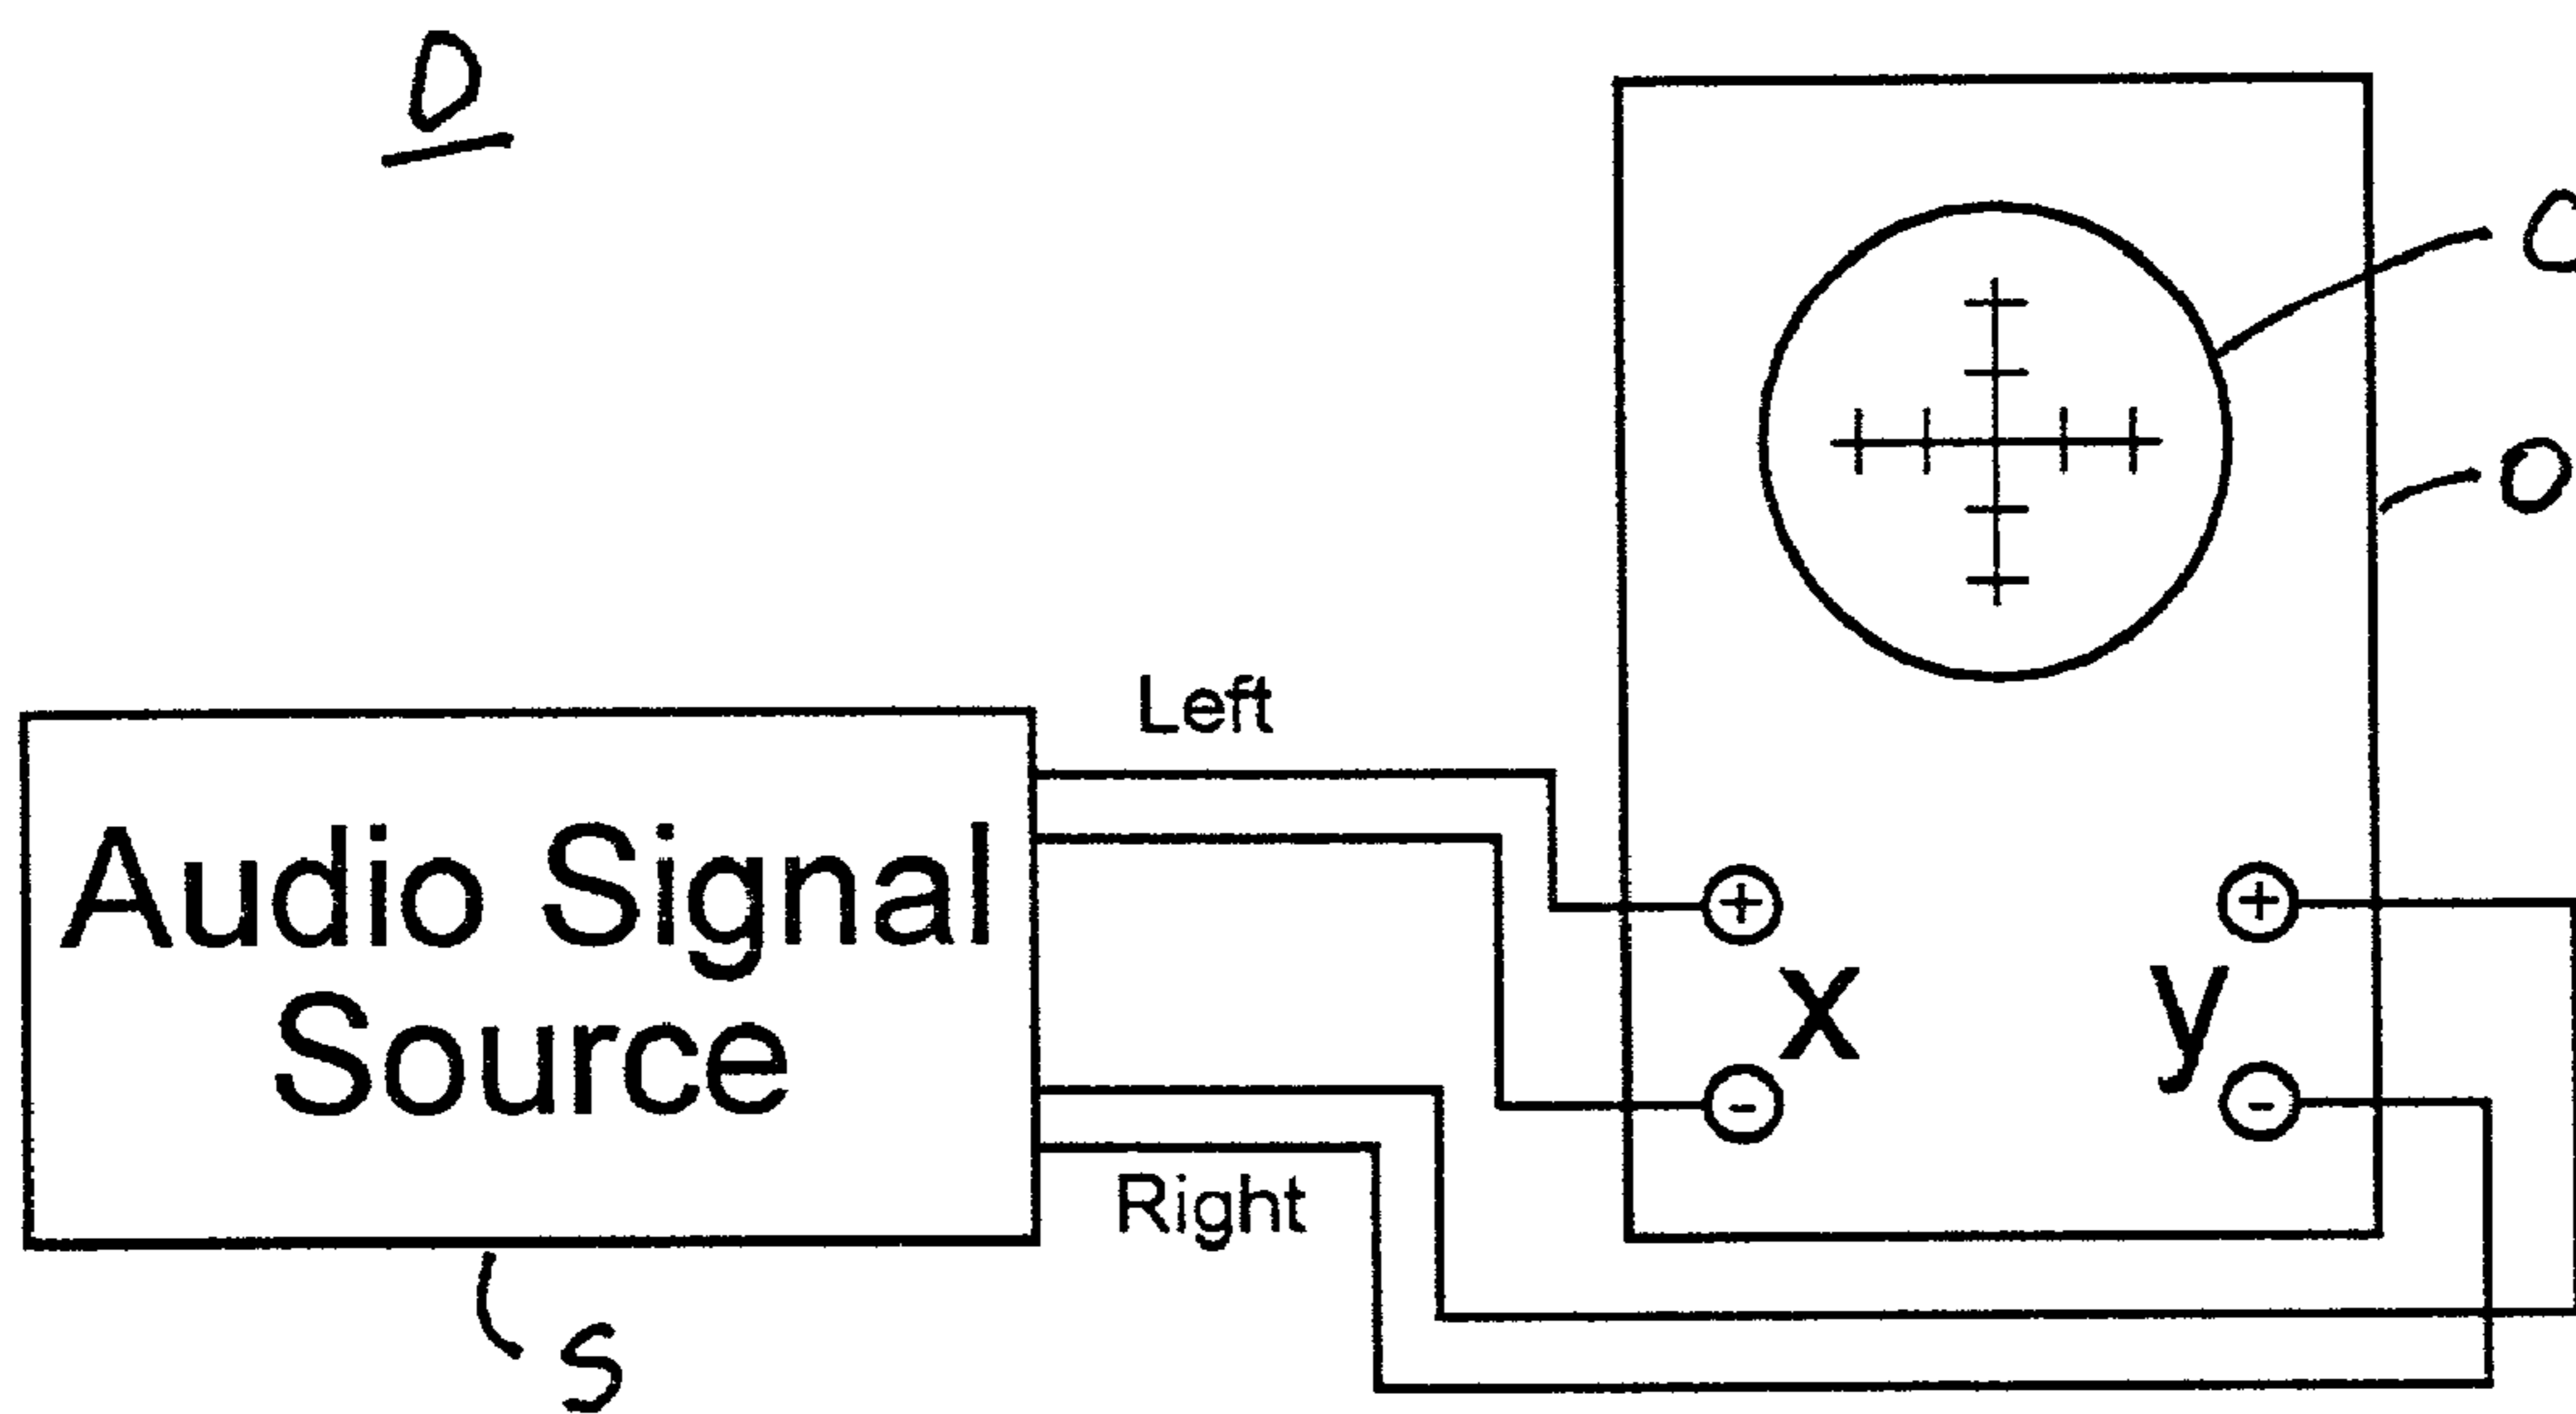 D
O
Left
Audio Signal
Source
+
+
x
y
-
-
Right
S